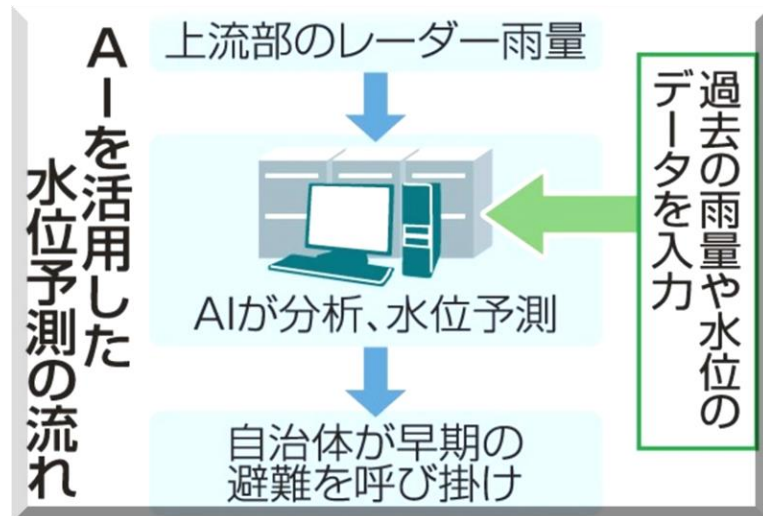 AIを活用した
水位予測の流れ
上流部のレーダー雨量
過去の雨量や水位の
データを入力
AIが分析、水位予測
自治体が早期の
避難を呼び掛け